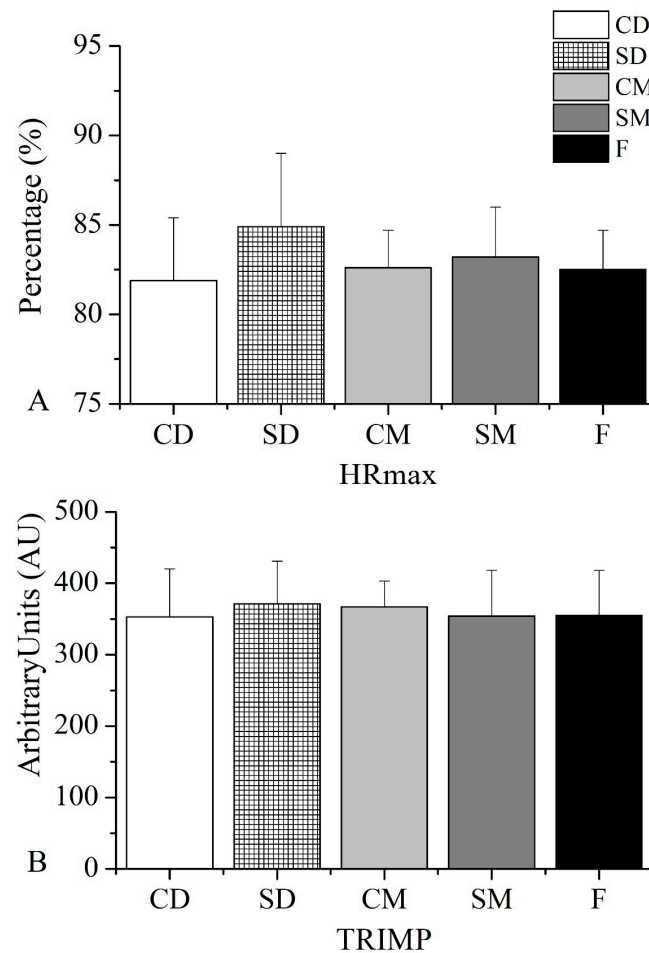 CD
SD
CM
SM
F
95
90
85
80
75
Percentage (%)
A
CD SD CM SM F
HRmax
500
400
300
200
100
0
ArbitraryUnits (AU)
B
CD SD CM SM F
TRIMP